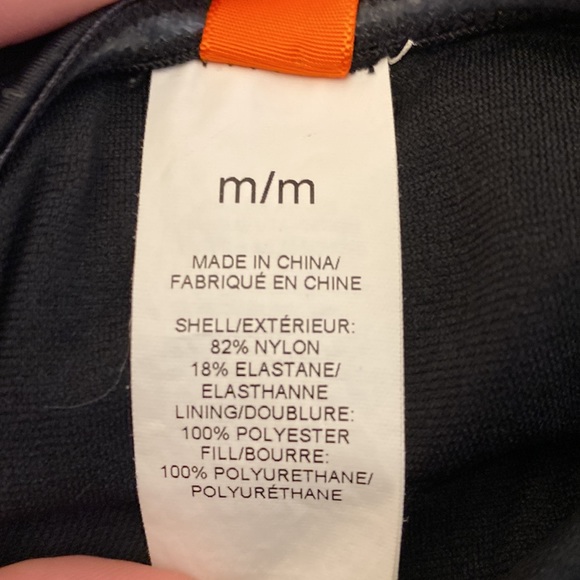 m/m
MADE IN CHINA/
FABRIQUÉ EN CHINE
SHELL/EXTÉRIEUR:
82% NYLON
18% ELASTANE/
ELASTHANNE
LINING/DOUBLURE:
100% POLYESTER
FILL/BOURRE:
100% POLYURETHANE/
POLYURÉTHANE